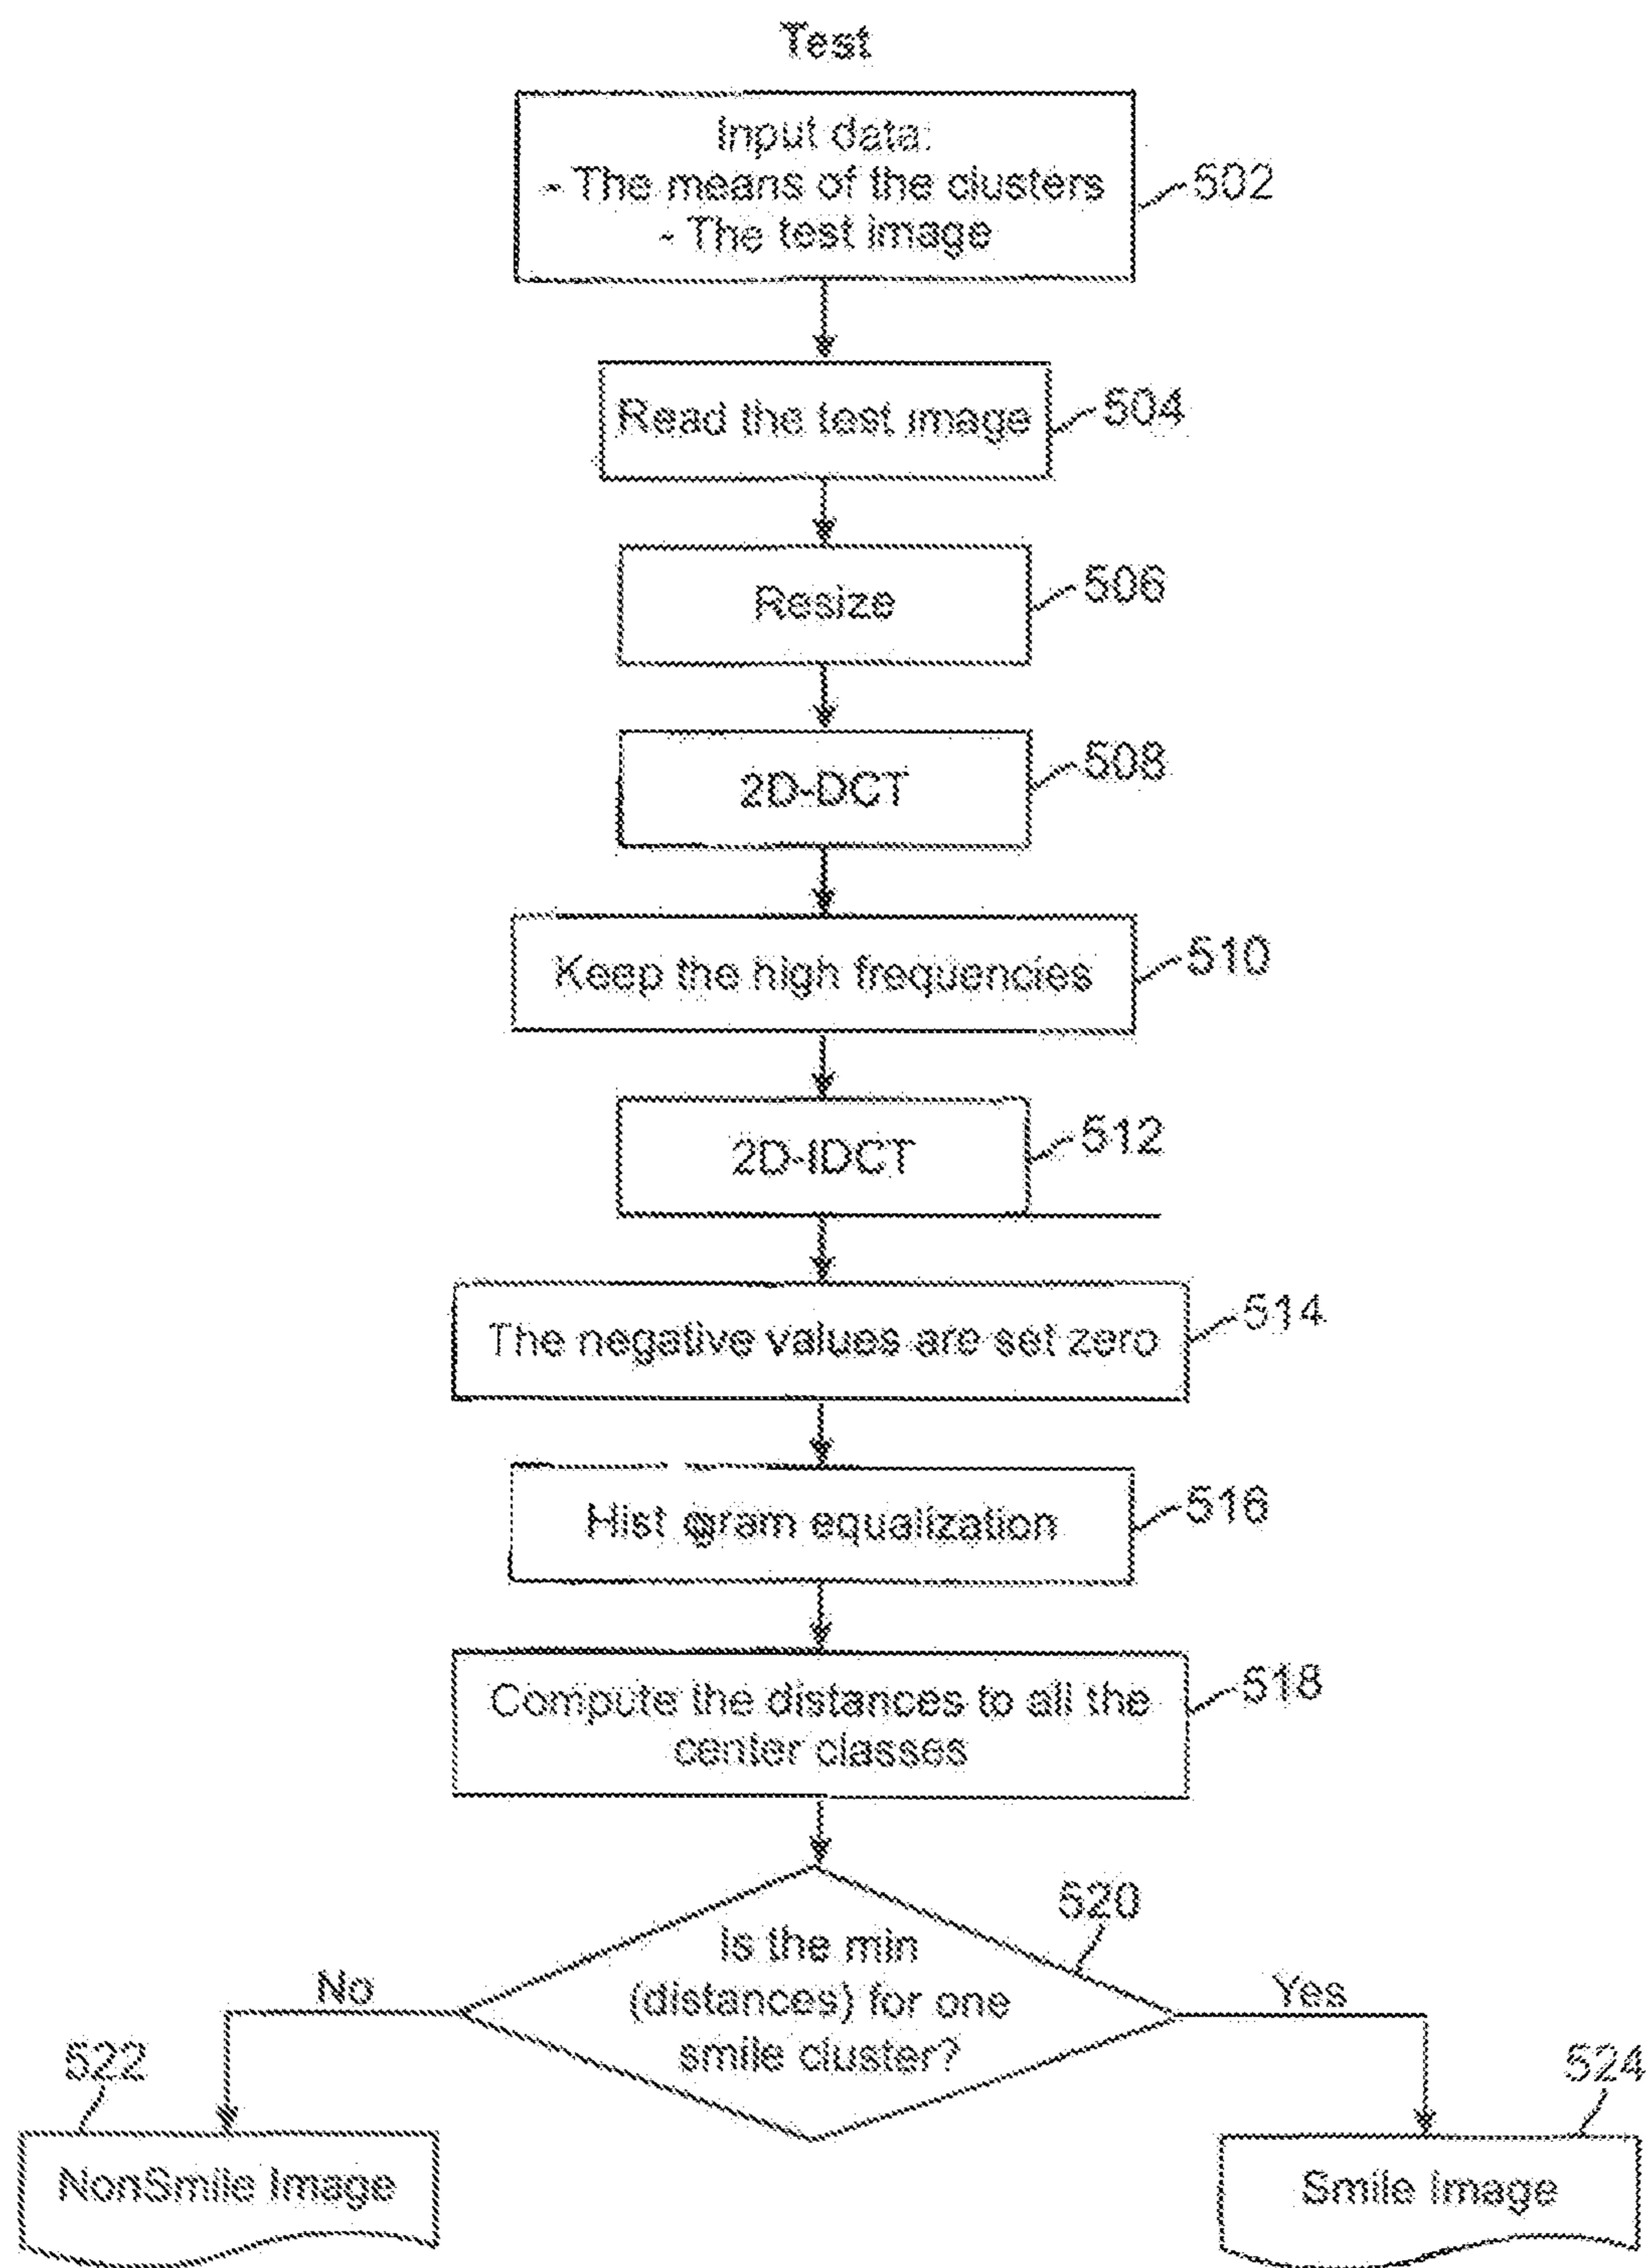 Test
Input data:
- The means of the clusters
- The test image
502
Read the test image
504
Resize
506
2D-DCT
508
Keep the high frequencies
510
2D-IDCT
512
The negative values are set zero
514
Hist gram equalization
516
Compute the distances to all the
center classes
518
520
Is the min
(distances) for one
smile cluster?
No
Yes
522
524
NonSmile Image
Smile Image